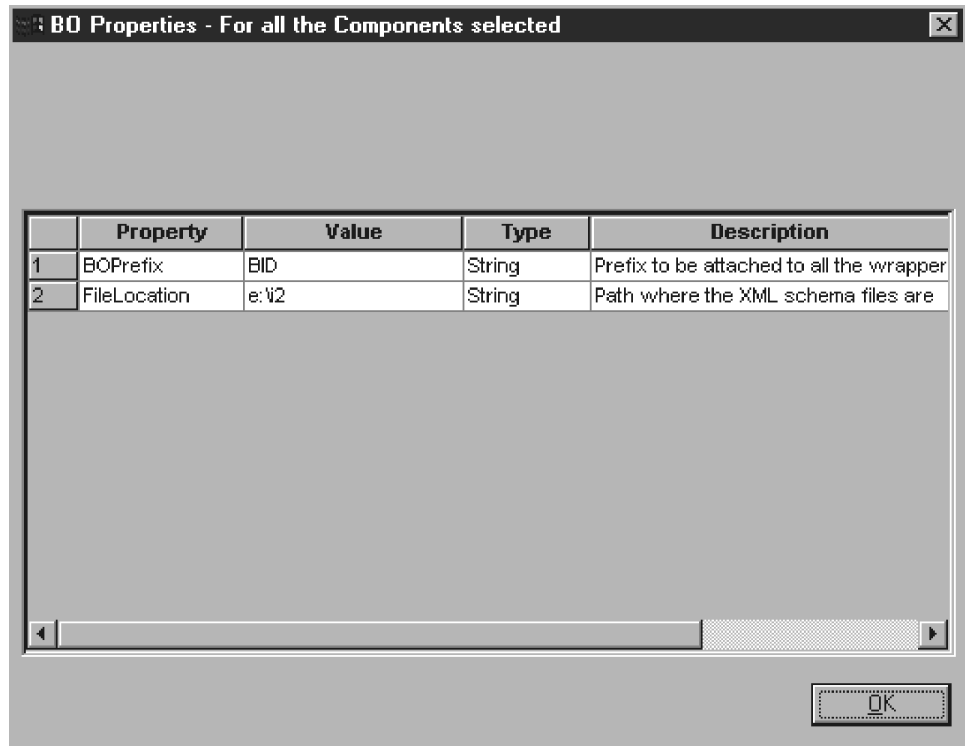 BO Properties - For all the Components selected
Property Value Type Description
1 BOPrefix BID String Prefix to be attached to all the wrapper
2 FileLocation e:\i2 String Path where the XML schema files are
OK